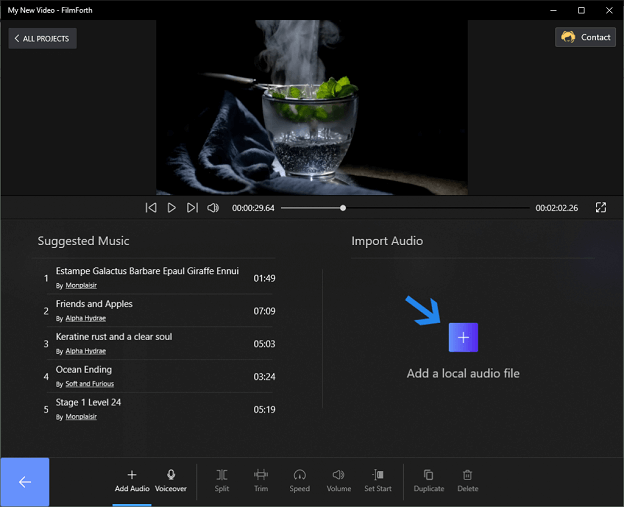 My New Video - FilmForth
ALL PROJECTS
Contact
00:00:29.64
00:02:02.26
Suggested Music
Import Audio
1 Estampe Galactus Barbare Epaul Giraffe Ennui 01:49
By Monplaisir
2 Friends and Apples 07:09
By Alpha Hydrae
3 Keratine rust and a clear soul 05:03
By Alpha Hydrae
4 Ocean Ending 03:24
By Soft and Furious
5 Stage 1 Level 24 05:19
By Monplaisir
Add a local audio file
Add Audio Voiceover Split Trim Speed Volume Set Start Duplicate Delete